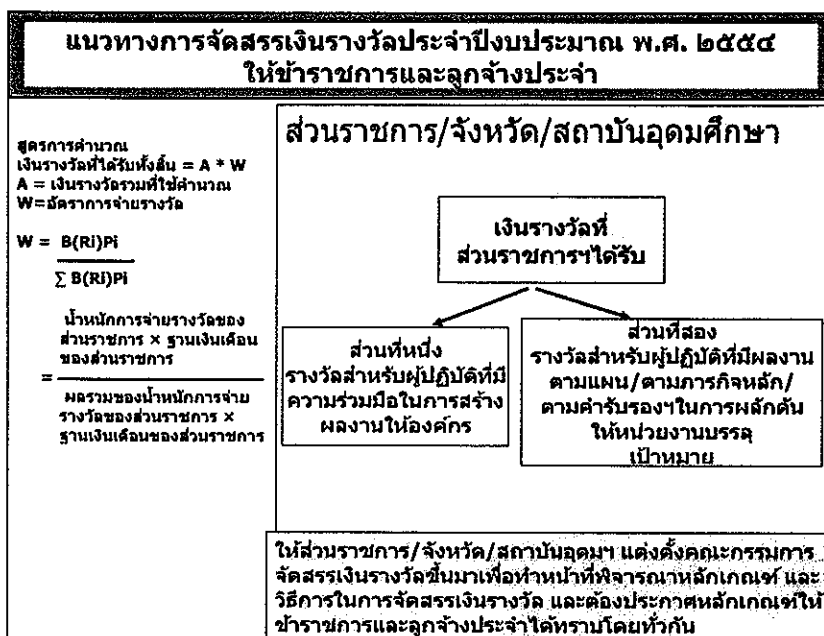 แนวทางการจัดสรรเงินรางวัลประจำปีงบประมาณ พ.ศ. ๒๕๕๔
ให้ข้าราชการและลูกจ้างประจำ
สูตรการคำนวณ
เงินรางวัลที่ได้รับทั้งสิ้น = A * W
A = เงินรางวัลรวมที่ใช้คำนวณ
W=อัตราการจ่ายรางวัล
W = B(Ri)Pi
∑ B(Ri)Pi
น้ำหนักการจ่ายรางวัลของ
ส่วนราชการ × ฐานเงินเดือน
ของส่วนราชการ
=
ผลรวมของน้ำหนักการจ่าย
รางวัลของส่วนราชการ ×
ฐานเงินเดือนของส่วนราชการ
ส่วนราชการ/จังหวัด/สถาบันอุดมศึกษา
เงินรางวัลที่
ส่วนราชการฯได้รับ
ส่วนที่หนึ่ง
รางวัลสำหรับผู้ปฏิบัติที่มี
ความร่วมมือในการสร้าง
ผลงานให้องค์กร
ส่วนที่สอง
รางวัลสำหรับผู้ปฏิบัติที่มีผลงาน
ตามแผน/ตามภารกิจหลัก/
ตามคำรับรองฯในการผลักดัน
ให้หน่วยงานบรรลุ
เป้าหมาย
ให้ส่วนราชการ/จังหวัด/สถาบันอุดมฯ แต่งตั้งคณะกรรมการ
จัดสรรเงินรางวัลขึ้นมาเพื่อทำหน้าที่พิจารณาหลักเกณฑ์ และ
วิธีการในการจัดสรรเงินรางวัล และต้องประกาศหลักเกณฑ์ให้
ข้าราชการและลูกจ้างประจำได้ทราบโดยทั่วกัน